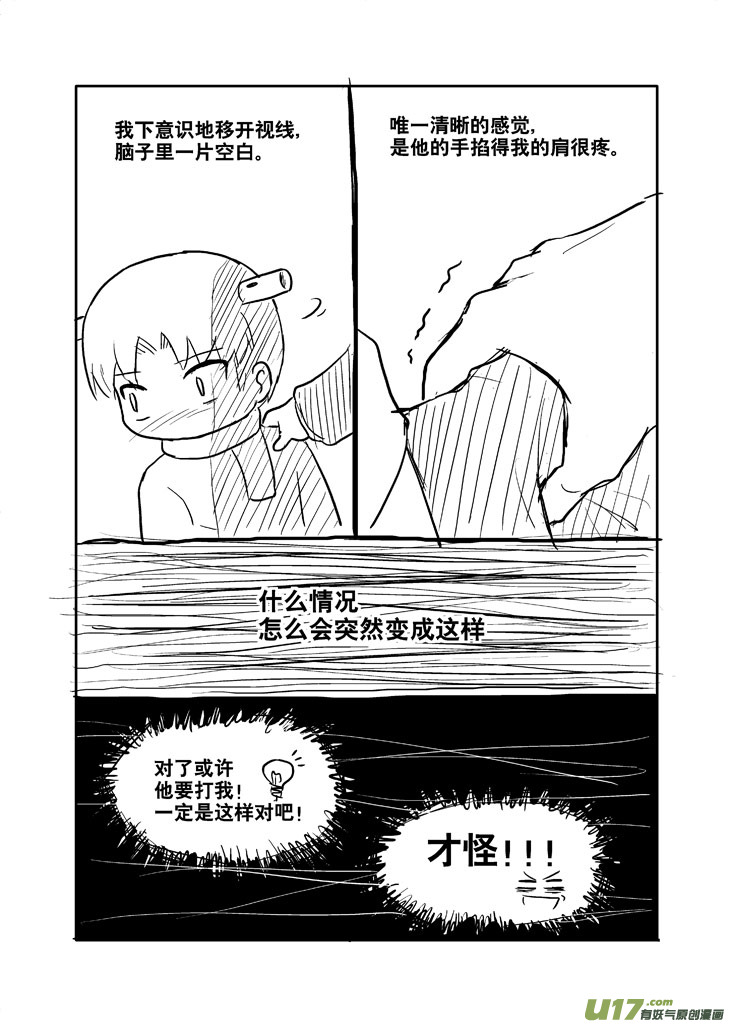 我下意识地移开视线，
脑子里一片空白。
唯一清晰的感觉，
是他的手掐得我的肩很疼。
什么情况
怎么会突然变成这样
对了或许
他要打我！
一定是这样对吧！
才怪！！！
U17.com
有妖气原创漫画